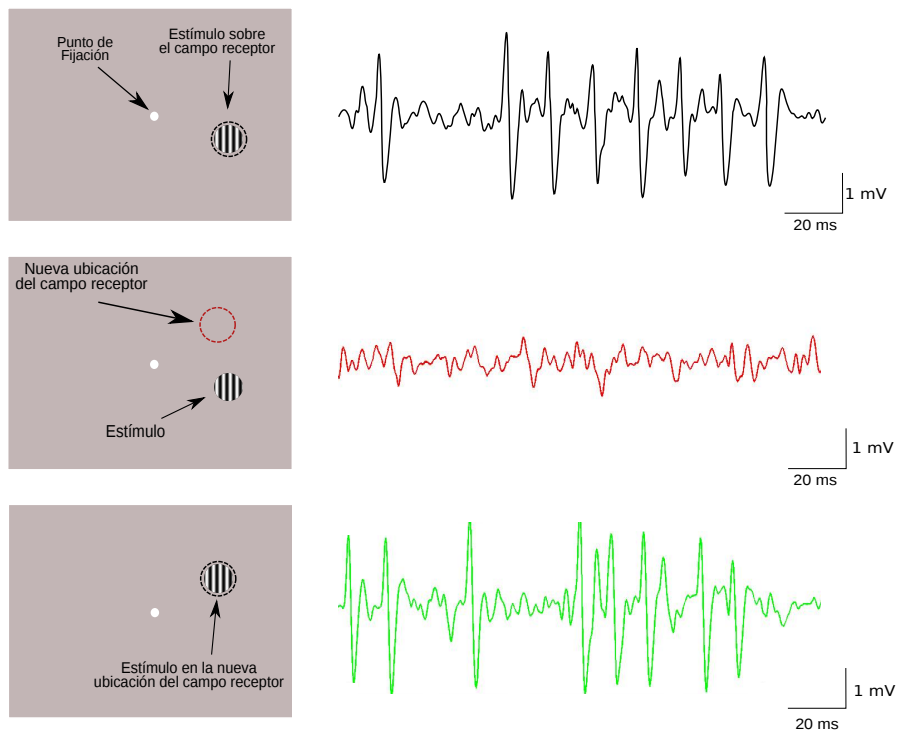 Punto de
Fijación
Estímulo sobre
el campo receptor
1 mV
20 ms
Nueva ubicación
del campo receptor
Estímulo
1 mV
20 ms
Estímulo en la nueva
ubicación del campo receptor
1 mV
20 ms